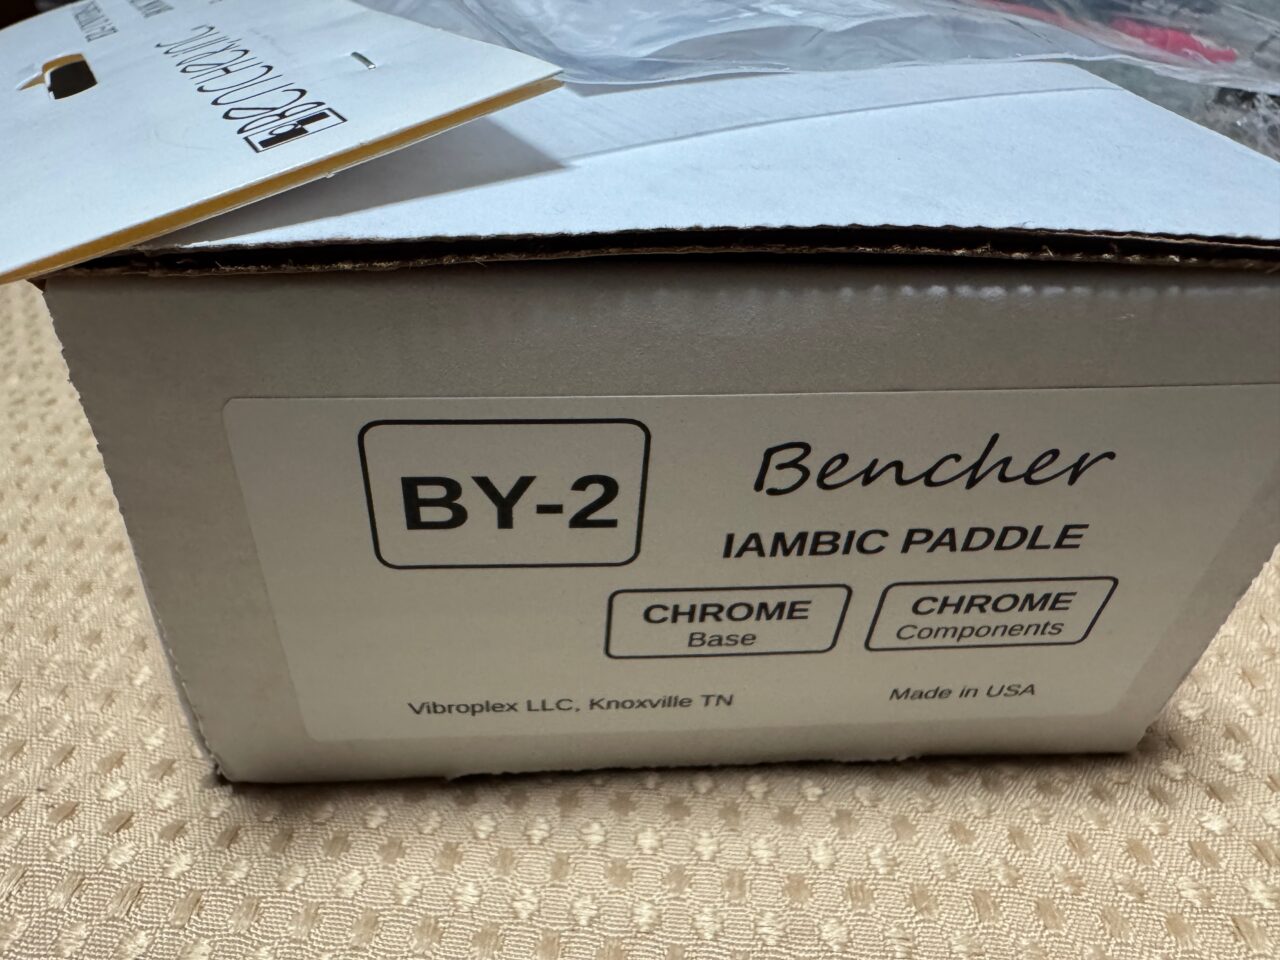 BY-2
Bencher
IAMBIC PADDLE
CHROME
Base
CHROME
Components
Vibroplex LLC, Knoxville TN
Made in USA